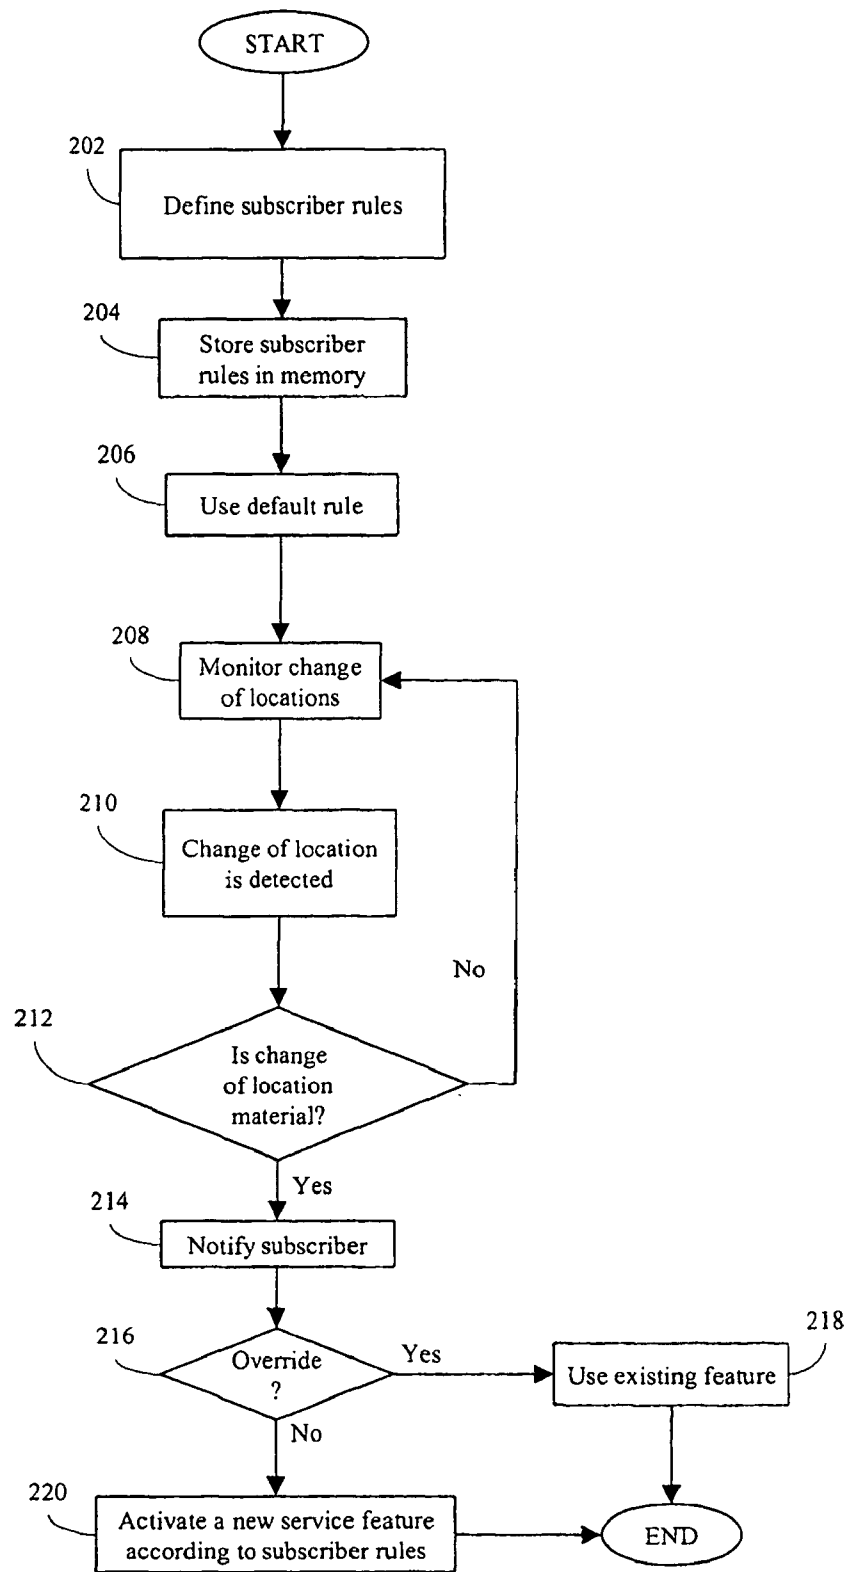 START
202
Define subscriber rules
204
Store subscriber
rules in memory
206
Use default rule
208
Monitor change
of locations
210
Change of location
is detected
No
212
Is change
of location
material?
Yes
214
Notify subscriber
216
Override
?
Yes
218
Use existing feature
No
220
Activate a new service feature
according to subscriber rules
END